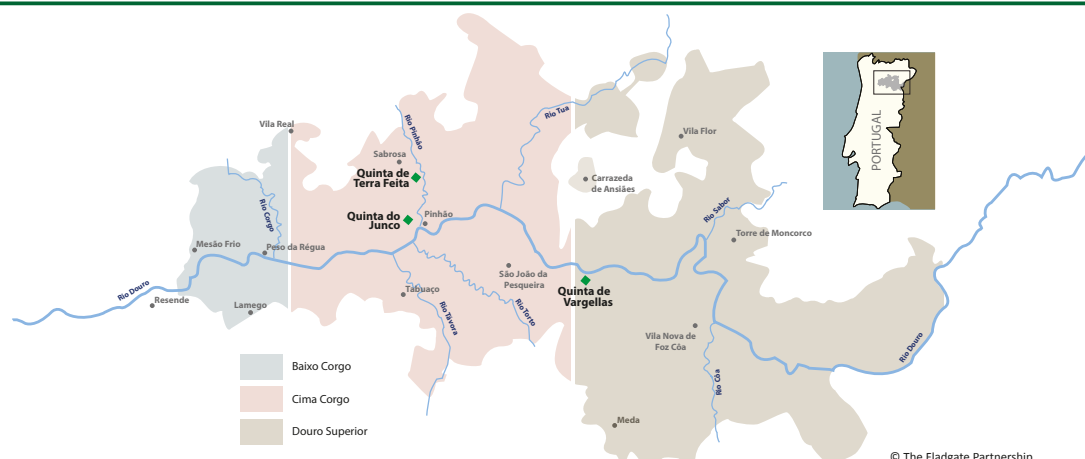 Rio Tua
Vila Real
Rio Pinhão
Vila Flor
PORTUGAL
Sabrosa
Quinta de
Terra Feita
Carrazeda
de Ansiães
Rio Corgo
Quinta do
Junco
Pinhão
Rio Sabor
Mesão Frio
Peso da Régua
Torre de Moncorco
São João da
Pesqueira
Rio Douro
Resende
Tabuaço
Quinta de
Vargellas
Lamego
Rio Távora
Rio Torto
Vila Nova de
Foz Côa
Rio Douro
Rio Côa
Baixo Corgo
Cima Corgo
Douro Superior
Meda
© The Fladgate Partnership